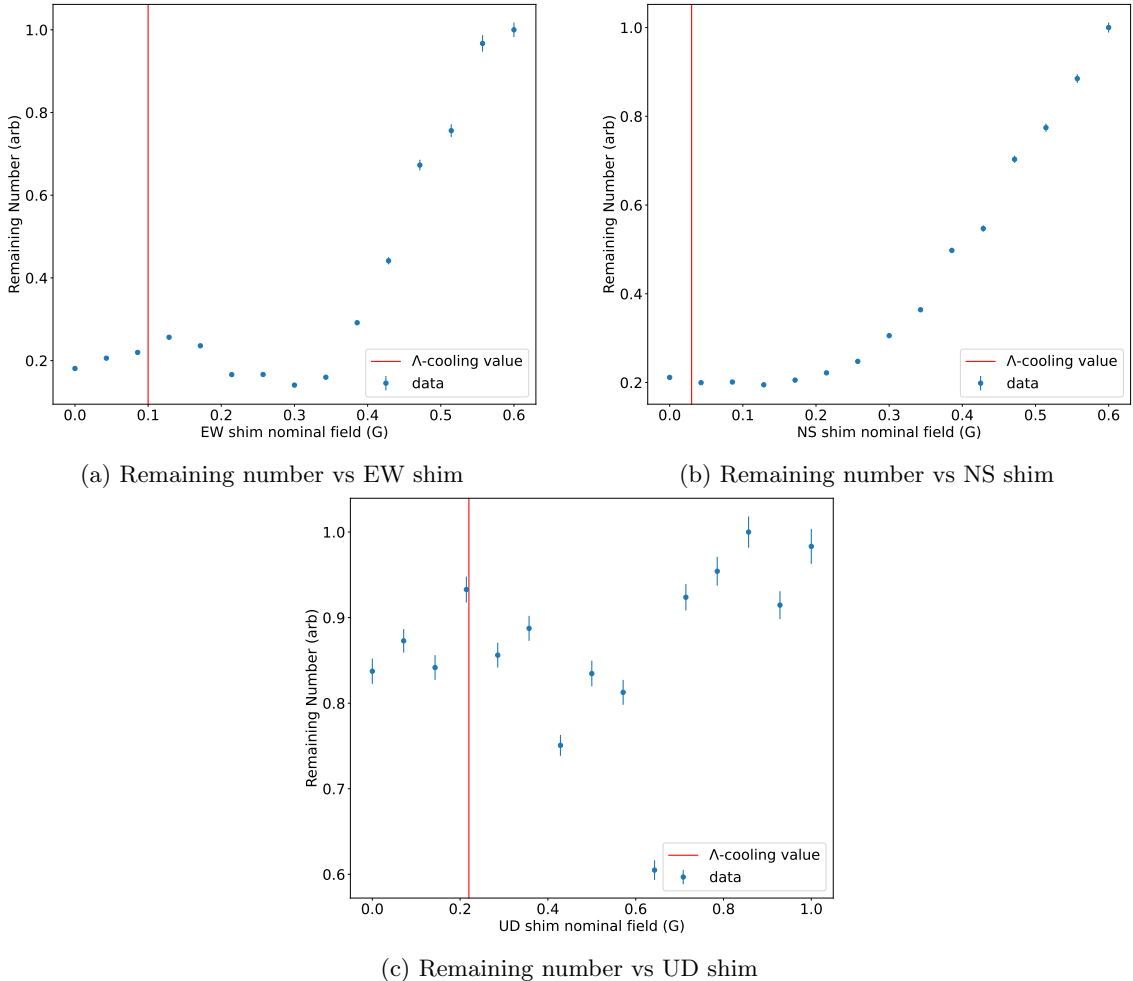 1.0
0.8
0.6
0.4
0.2
Remaining Number (arb)
Λ-cooling value
data
0.0 0.1 0.2 0.3 0.4 0.5 0.6
EW shim nominal field (G)
(a) Remaining number vs EW shim
1.0
0.8
0.6
0.4
0.2
Remaining Number (arb)
Λ-cooling value
data
0.0 0.1 0.2 0.3 0.4 0.5 0.6
NS shim nominal field (G)
(b) Remaining number vs NS shim
1.0
0.9
0.8
0.7
0.6
Remaining Number (arb)
Λ-cooling value
data
0.0 0.2 0.4 0.6 0.8 1.0
UD shim nominal field (G)
(c) Remaining number vs UD shim